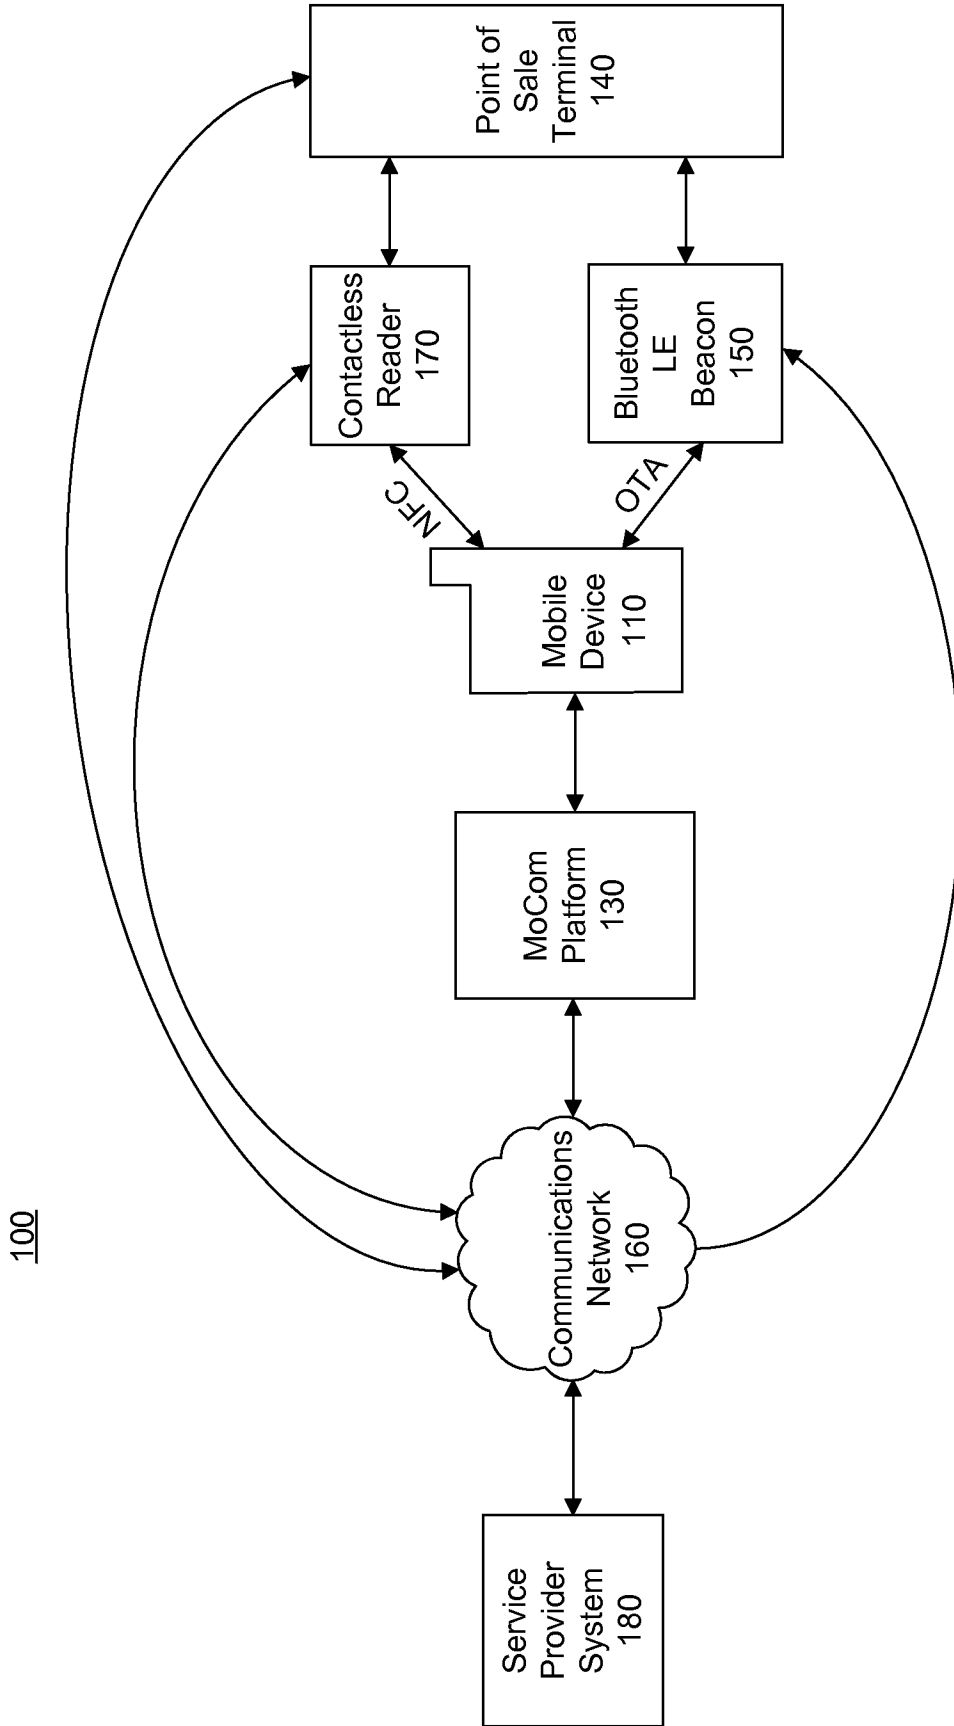 100
Service
Provider
System
180
Communications
Network
160
MoCom
Platform
130
Mobile
Device
110
NFC
OTA
Contactless
Reader
170
Bluetooth
LE
Beacon
150
Point of
Sale
Terminal
140